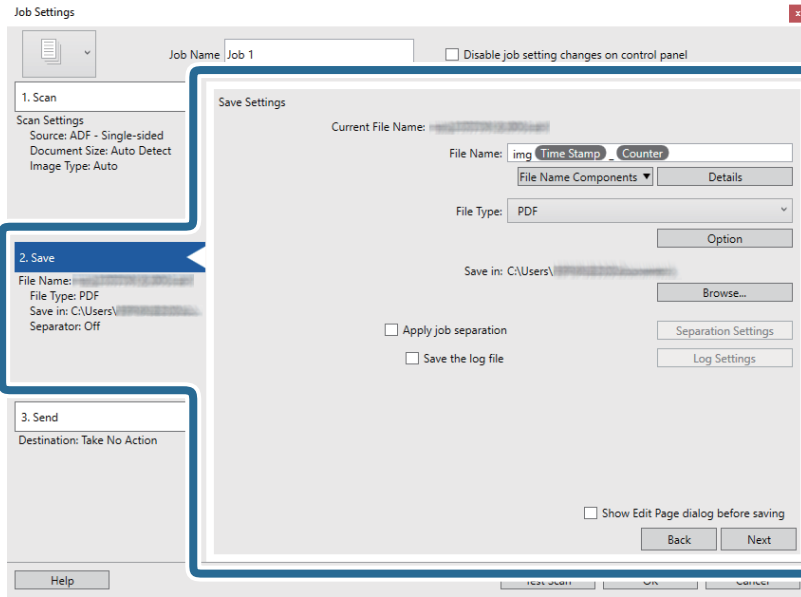 Job Settings
x
Job Name Job 1
Disable job setting changes on control panel
1. Scan
Scan Settings
Source: ADF - Single-sided
Document Size: Auto Detect
Image Type: Auto
2. Save
File Name:
File Type: PDF
Save in: C:\Users\
Separator: Off
3. Send
Destination: Take No Action
Save Settings
Current File Name:
File Name: img Time Stamp _ Counter
File Name Components ▼ Details
File Type: PDF
Option
Save in: C:\Users\
Browse...
Apply job separation Separation Settings
Save the log file Log Settings
Show Edit Page dialog before saving
Back Next
Help Test Scan OK Cancel